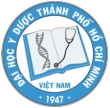 ĐẠI HỌC Y DƯỢC THÀNH PHỐ HỒ CHÍ MINH
VIỆT NAM
• 1947 •